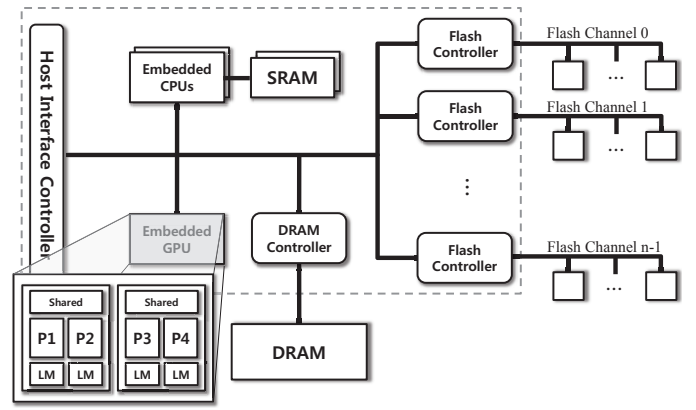 Host Interface Controller
Embedded
CPUs
SRAM
Flash
Controller
Flash Channel 0
...
Flash
Controller
Flash Channel 1
...
⋮
Embedded
GPU
DRAM
Controller
Flash
Controller
Flash Channel n-1
...
Shared
Shared
P1 P2 P3 P4
LM LM LM LM
DRAM